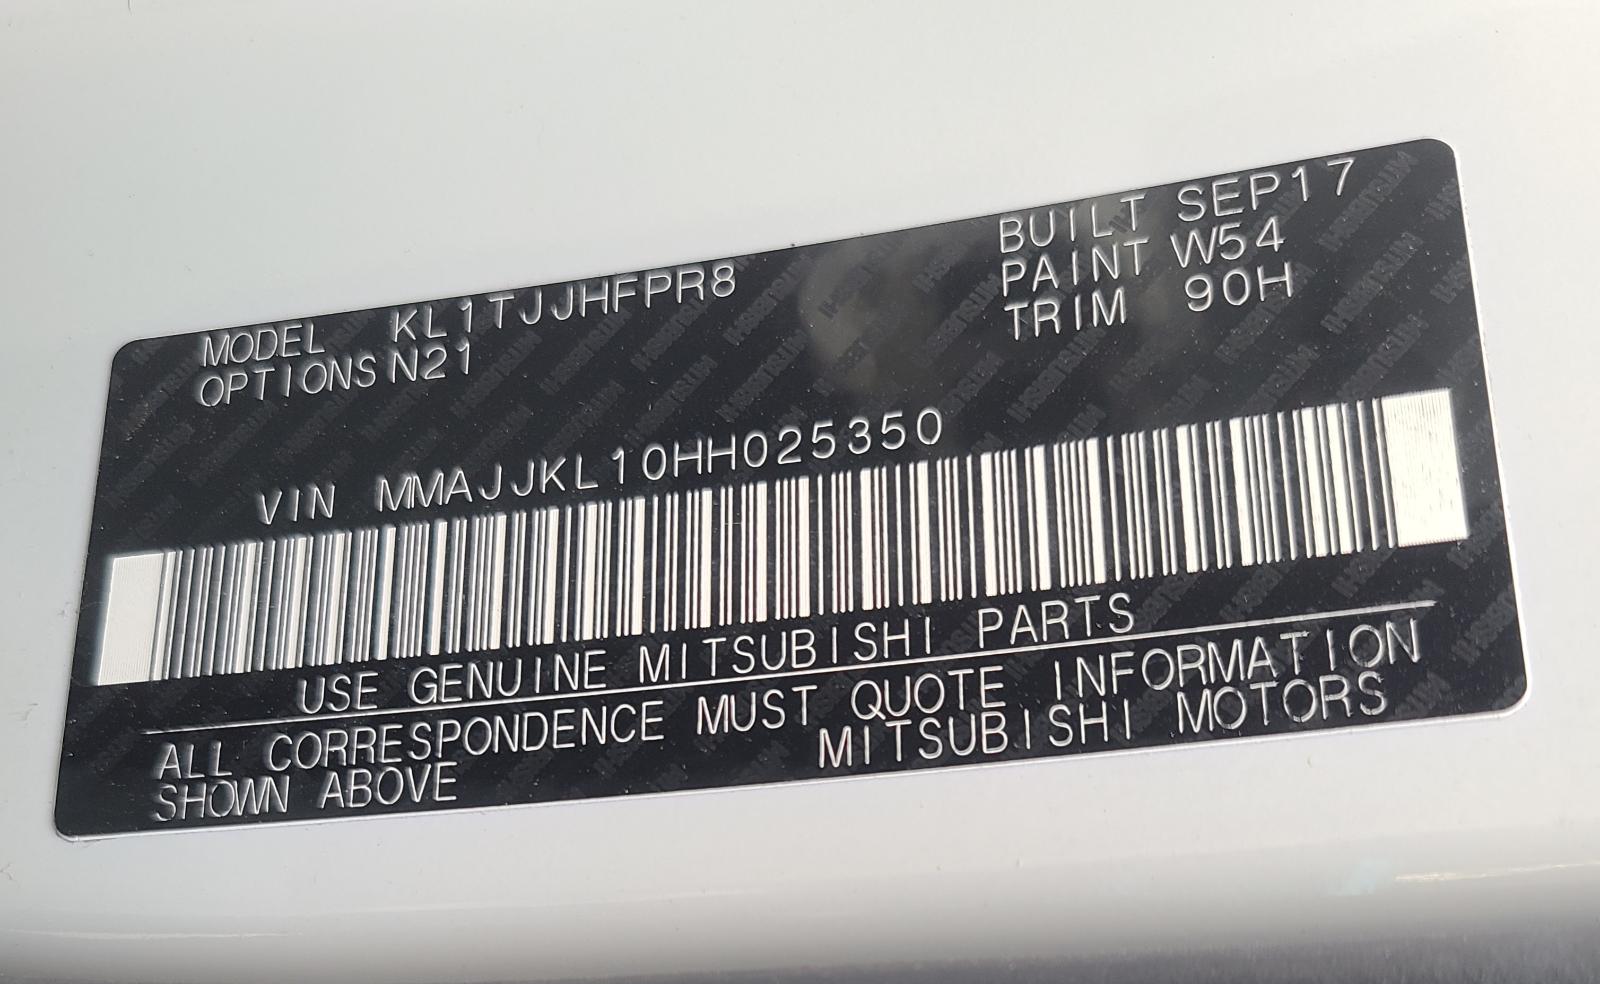 MODEL KL1TJJHFPR8
OPTIONS N21
BUILT SEP17
PAINT W54
TRIM 90H
VIN MMAJJKL10HH025350
USE GENUINE MITSUBISHI PARTS
ALL CORRESPONDENCE MUST QUOTE INFORMATION
SHOWN ABOVE MITSUBISHI MOTORS